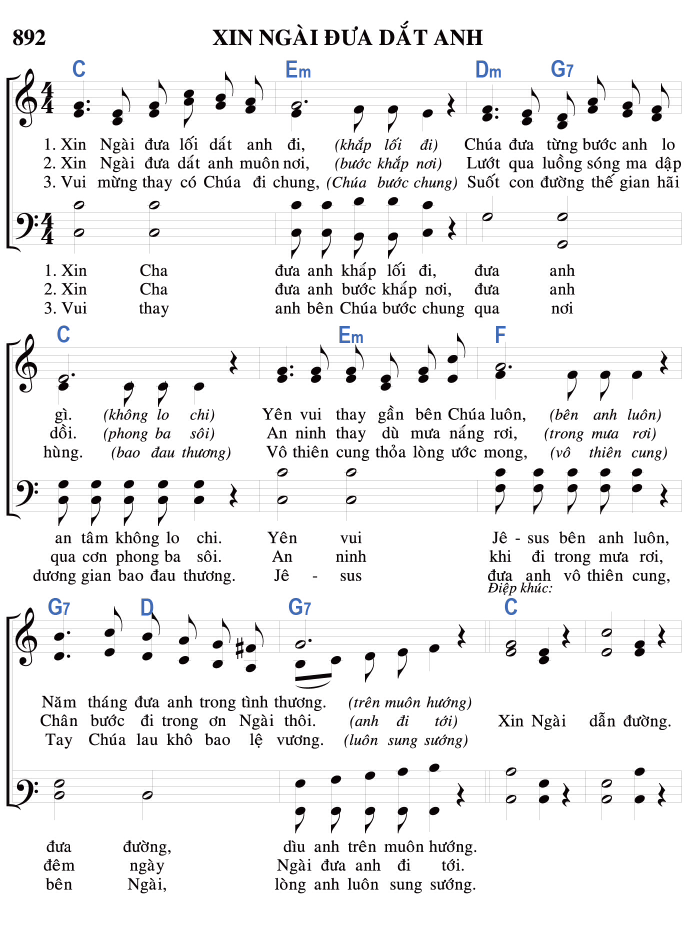 892 XIN NGÀI ĐƯA DẮT ANH
C Em Dm G7
1. Xin Ngài đưa lối dát anh đi, (khắp lối đi) Chúa đưa từng bước anh lo
2. Xin Ngài đưa dát anh muôn nơi, (bước khắp nơi) Lướt qua luồng sóng ma dập
3. Vui mừng thay có Chúa đi chung, (Chúa bước chung) Suốt con đường thế gian hãi
1. Xin Cha đưa anh khắp lối đi, đưa anh
2. Xin Cha đưa anh bước khắp nơi, đưa anh
3. Vui thay anh bên Chúa bước chung qua nơi
C Em F
gì. (không lo chi) Yên vui thay gần bên Chúa luôn, (bên anh luôn)
dồi. (phong ba sôi) An ninh thay dù mưa náng rơi, (trong mưa rơi)
hùng. (bao đau thương) Vô thiên cung thỏa lòng ước mong, (vô thiên cung)
an tâm không lo chi. Yên vui Jê - sus bên anh luôn,
qua cơn phong ba sôi. An ninh khi đi trong mưa rơi,
dương gian bao đau thương. Jê - sus đưa anh vô thiên cung,
Điệp khúc:
G7 D G7 C
Năm tháng đưa anh trong tình thương. (trên muôn hướng)
Chân bước đi trong ơn Ngài thôi. (anh đi tới) Xin Ngài dẫn đường.
Tay Chúa lau khô bao lệ vương. (luôn sung sướng)
đưa đường, dìu anh trên muôn hướng.
đêm ngày Ngài đưa anh đi tới.
bên Ngài, lòng anh luôn sung sướng.